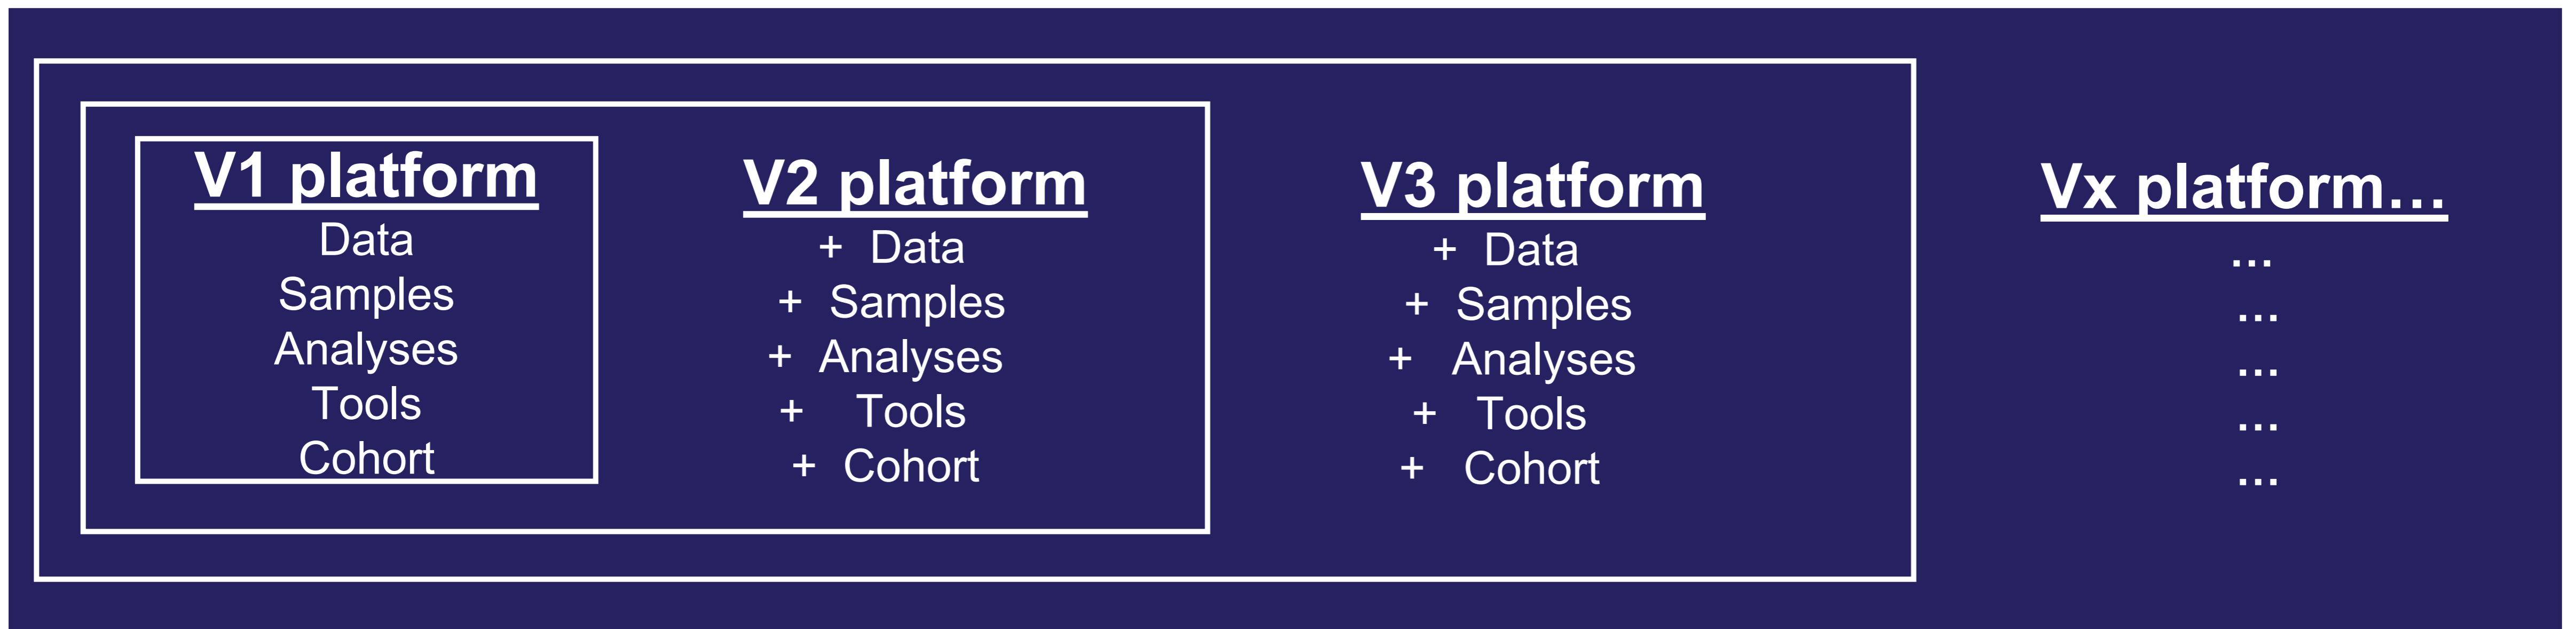 V1 platform
Data
Samples
Analyses
Tools
Cohort
V2 platform
+ Data
+ Samples
+ Analyses
+ Tools
+ Cohort
V3 platform
+ Data
+ Samples
+ Analyses
+ Tools
+ Cohort
Vx platform…
…
…
…
…
…